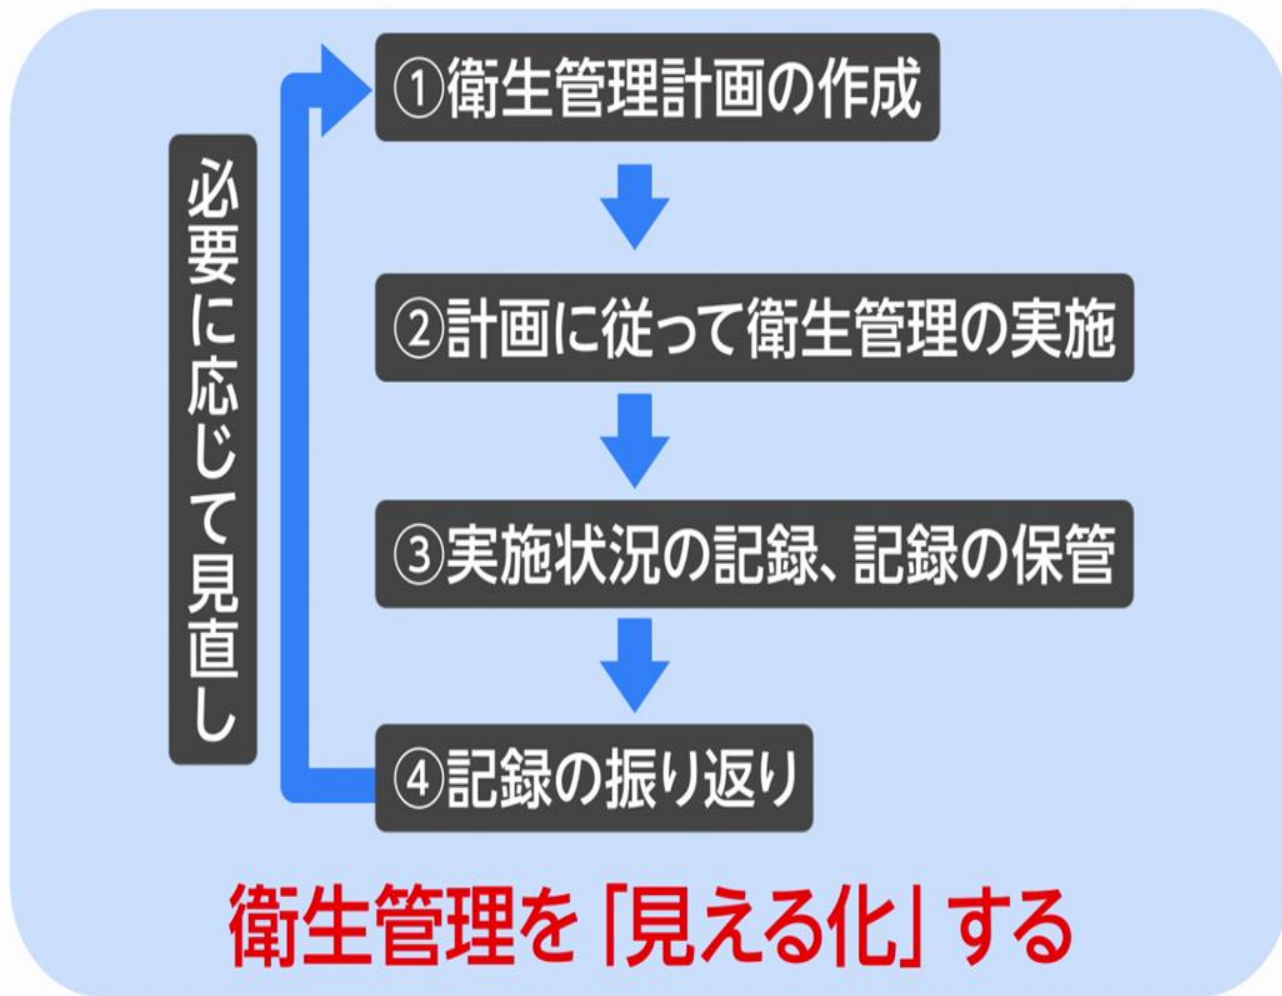 ①衛生管理計画の作成
②計画に従って衛生管理の実施
③実施状況の記録、記録の保管
④記録の振り返り
必要に応じて見直し
衛生管理を「見える化」する